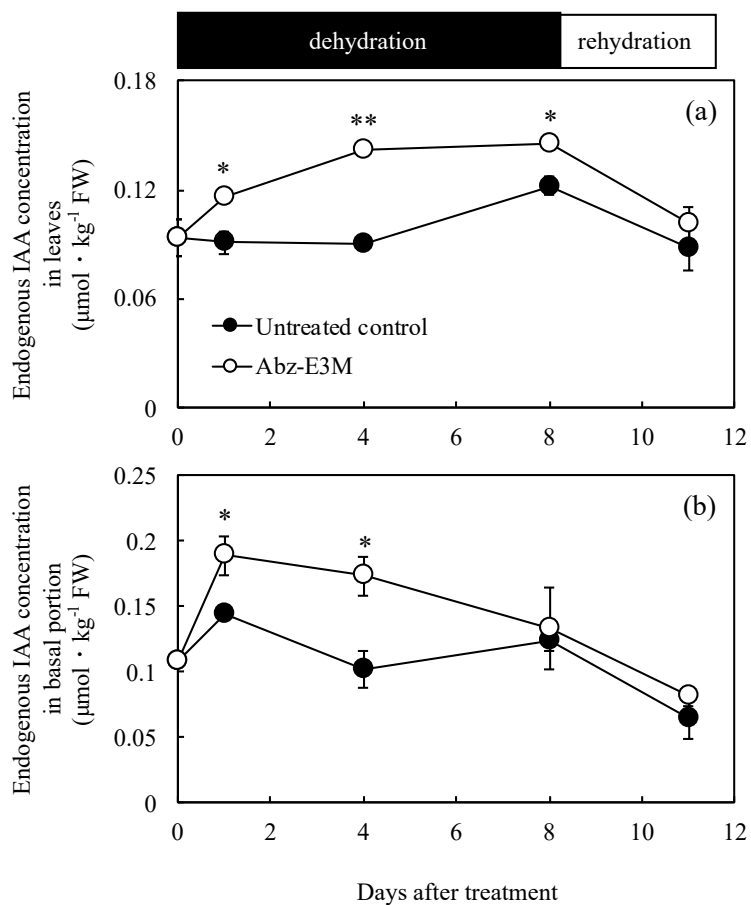 dehydration rehydration
0.18
(a)
* ** *
0.12
Endogenous IAA concentration
in leaves
(μmol・kg-1 FW)
0.06
Untreated control
Abz-E3M
0
0 2 4 6 8 10 12
0.25
(b)
* *
0.2
0.15
Endogenous IAA concentration
in basal portion
(μmol・kg-1 FW)
0.1
0.05
0
0 2 4 6 8 10 12
Days after treatment